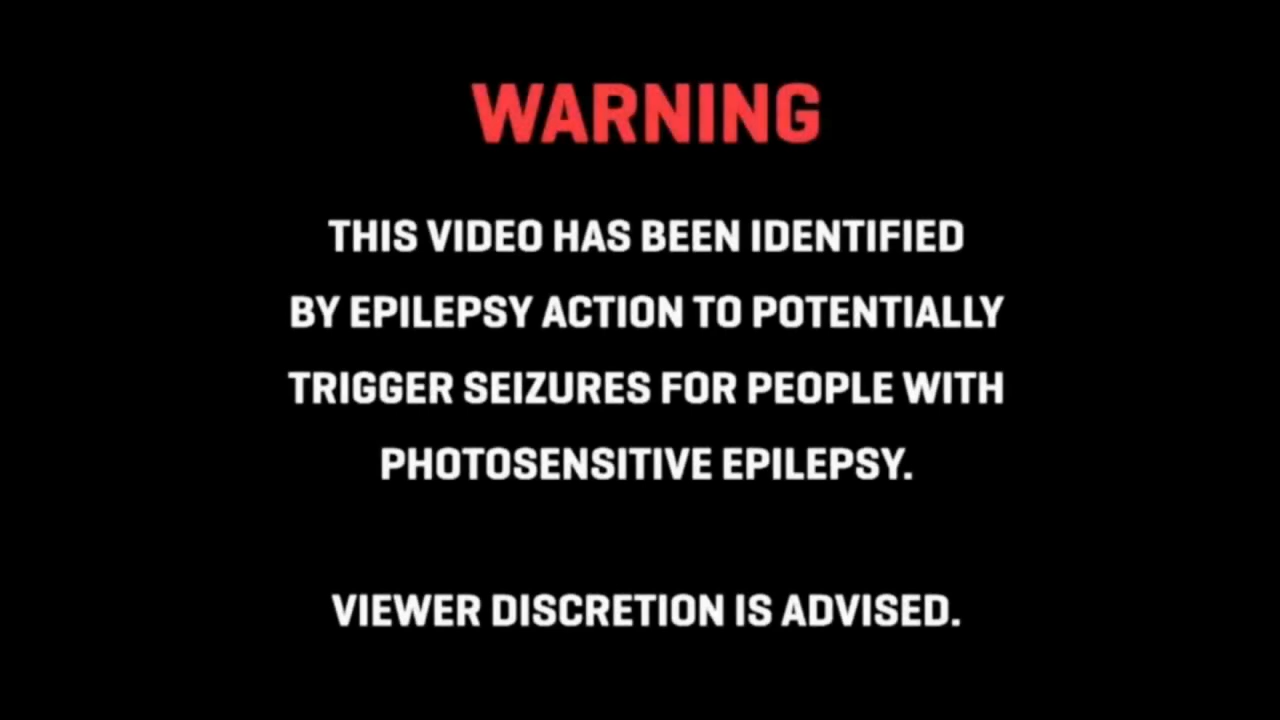 WARNING
THIS VIDEO HAS BEEN IDENTIFIED
BY EPILEPSY ACTION TO POTENTIALLY
TRIGGER SEIZURES FOR PEOPLE WITH
PHOTOSENSITIVE EPILEPSY.
VIEWER DISCRETION IS ADVISED.